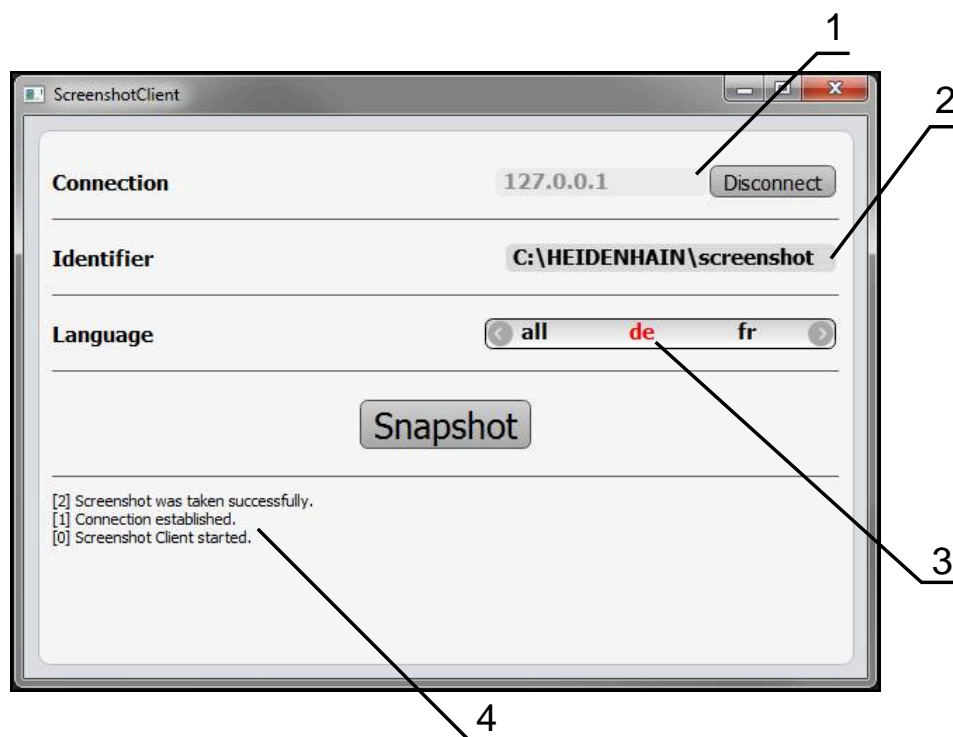 1
ScreenshotClient
2
Connection 127.0.0.1 Disconnect
Identifier C:\HEIDENHAIN\screenshot
Language all de fr
Snapshot
[2] Screenshot was taken successfully.
[1] Connection established.
[0] Screenshot Client started.
3
4